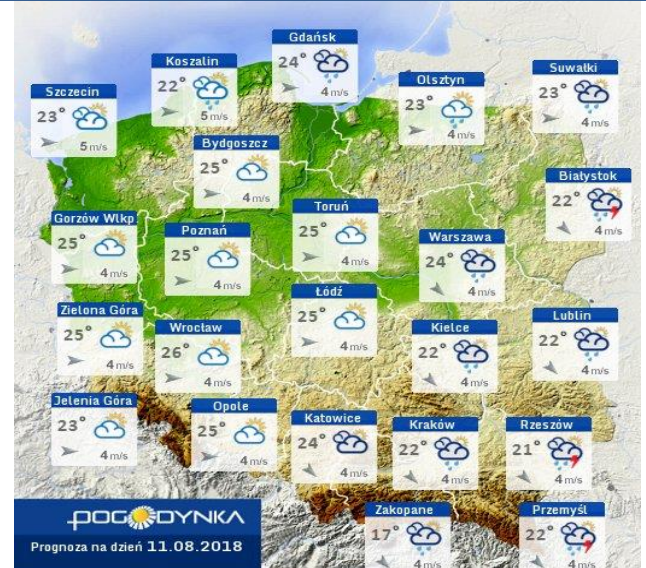 Gdańsk
24°
4 m/s
Koszalin
22°
5 m/s
Suwałki
23°
4 m/s
Szczecin
23°
5 m/s
Olsztyn
23°
4 m/s
Bydgoszcz
25°
4 m/s
Białystok
22°
4 m/s
Gorzów Wlkp
25°
4 m/s
Toruń
25°
4 m/s
Poznań
25°
4 m/s
Warszawa
24°
4 m/s
Łódź
25°
4 m/s
Zielona Góra
25°
4 m/s
Lublin
22°
4 m/s
Wrocław
26°
4 m/s
Kielce
22°
4 m/s
Jelenia Góra
23°
4 m/s
Opole
25°
4 m/s
Katowice
24°
4 m/s
Kraków
22°
4 m/s
Rzeszów
21°
4 m/s
Zakopane
17°
4 m/s
Przemyśl
22°
4 m/s
POGODYNKA
Prognoza na dzień 11.08.2018